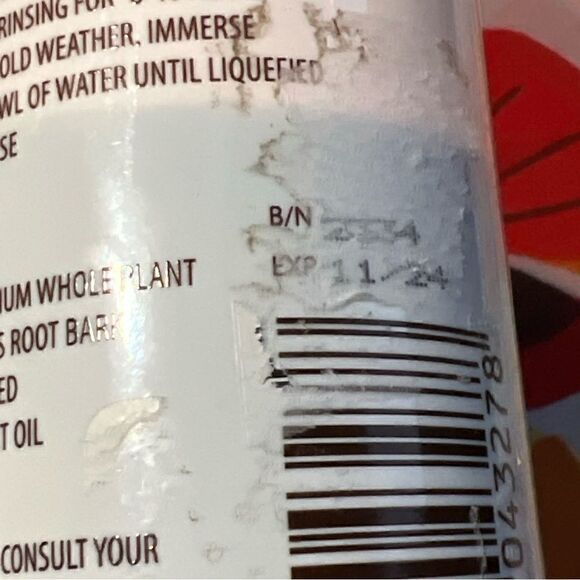 RINSING FOR
OLD WEATHER, IMMERSE
WL OF WATER UNTIL LIQUEFIED
SE
B/N
EXP 11/24
IUM WHOLE PLANT
S ROOT BARK
ED
T OIL
CONSULT YOUR
043278